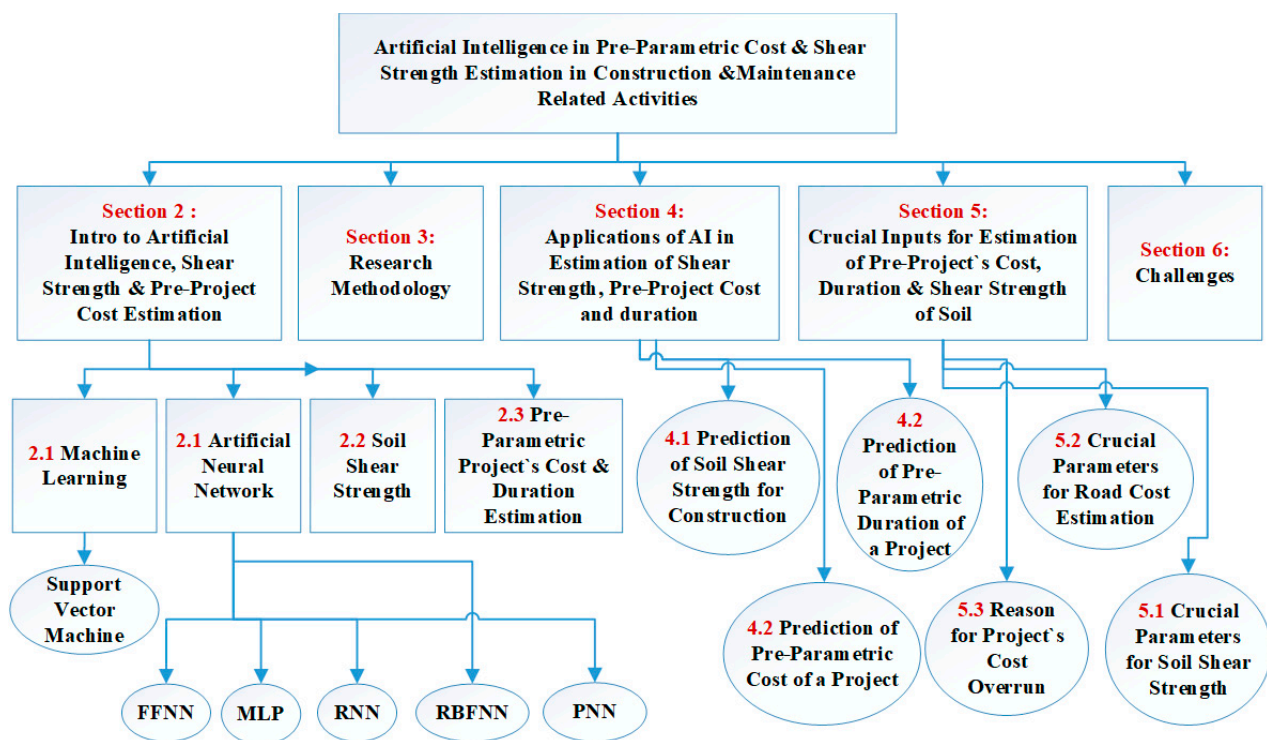 Artificial Intelligence in Pre-Parametric Cost & Shear
Strength Estimation in Construction &Maintenance
Related Activities
Section 2 :
Intro to Artificial
Intelligence, Shear
Strength & Pre-Project
Cost Estimation
Section 3:
Research
Methodology
Section 4:
Applications of AI in
Estimation of Shear
Strength, Pre-Project Cost
and duration
Section 5:
Crucial Inputs for Estimation
of Pre-Project`s Cost,
Duration & Shear Strength
of Soil
Section 6:
Challenges
2.1 Machine
Learning
2.1 Artificial
Neural
Network
2.2 Soil
Shear
Strength
2.3 Pre-
Parametric
Project`s Cost &
Duration
Estimation
4.1 Prediction
of Soil Shear
Strength for
Construction
4.2
Prediction
of Pre-
Parametric
Duration of
a Project
5.2 Crucial
Parameters
for Road Cost
Estimation
Support
Vector
Machine
4.2 Prediction of
Pre-Parametric
Cost of a Project
5.3 Reason
for Project`s
Cost
Overrun
5.1 Crucial
Parameters
for Soil Shear
Strength
FFNN
MLP
RNN
RBFNN
PNN